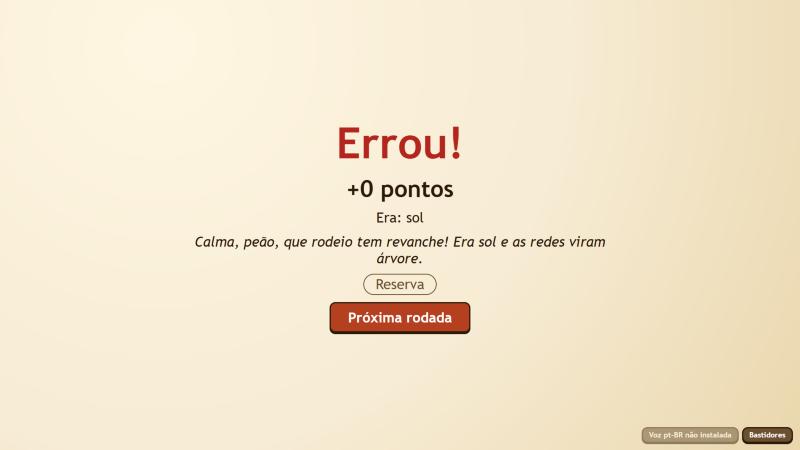 Errou!
+0 pontos
Era: sol
Calma, peão, que rodeio tem revanche! Era sol e as redes viram
árvore.
Reserva
Próxima rodada
Voz pt-BR não instalada
Bastidores